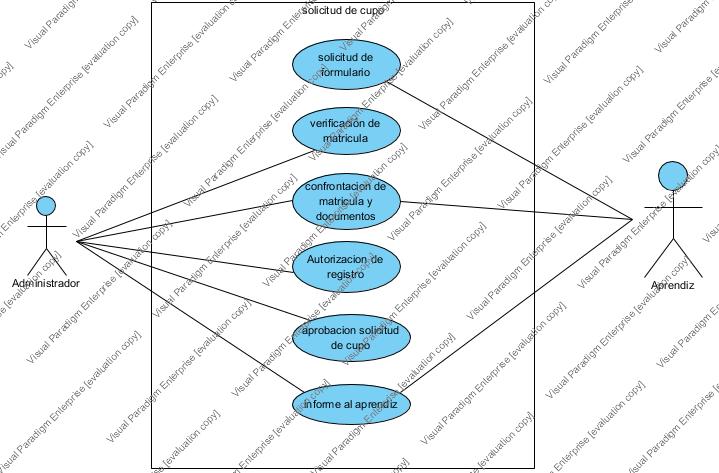 solicitud de cupo
solicitud de
formulario
verificación de
matricula
confrontacion de
matricula y
documentos
Autorizacion de
registro
aprobacion solicitud
de cupo
informe al aprendiz
Administrador
Aprendiz
Visual Paradigm Enterprise [evaluation copy]